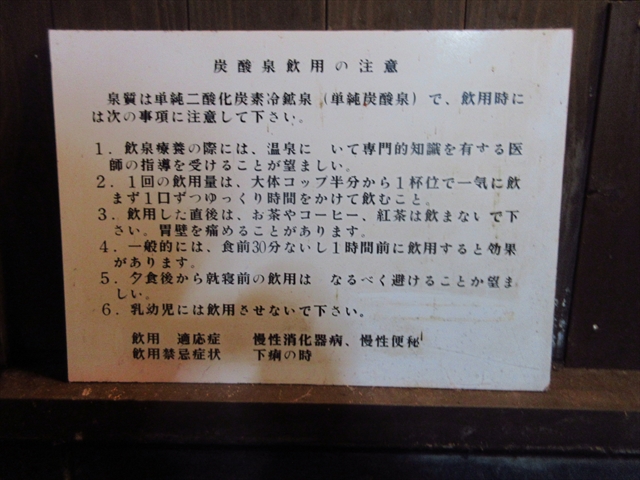 炭酸泉飲用の注意
泉質は単純二酸化炭素冷鉱泉（単純炭酸泉）で、飲用時に
は次の事項に注意して下さい。
１．飲泉療養の際には、温泉に　いて専門的知識を有する医
師の指導を受けることが望ましい。
２．１回の飲用量は、大体コップ半分から１杯位で一気に飲
まず１口ずつゆっくり時間をかけて飲むこと。
３．飲用した直後は、お茶やコーヒー、紅茶は飲まないで下
さい。胃壁を痛めることがあります。
４．一般的には、食前30分ないし１時間前に飲用すると効果
があります。
５．夕食後から就寝前の飲用は　なるべく避けることか望ま
しい。
６．乳幼児には飲用させないで下さい。
飲用　適応症　慢性消化器病、慢性便秘
飲用禁忌症状　下痢の時